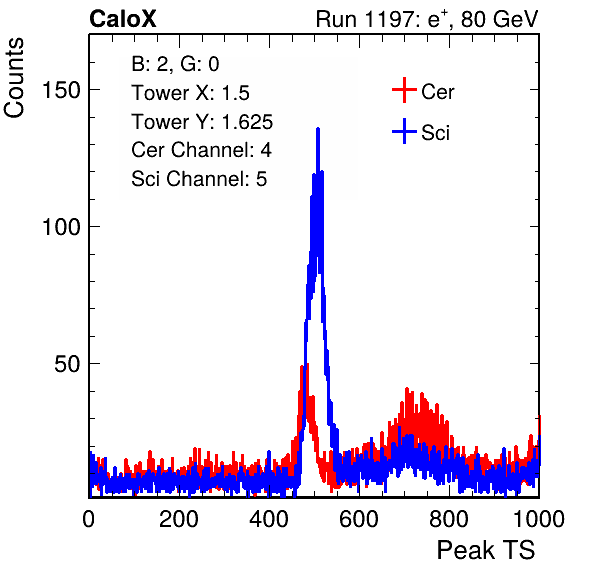 CaloX
Run 1197: e+, 80 GeV
B: 2, G: 0
Tower X: 1.5
Tower Y: 1.625
Cer Channel: 4
Sci Channel: 5
Cer
Sci
Counts
150
100
50
0 200 400 600 800 1000
Peak TS